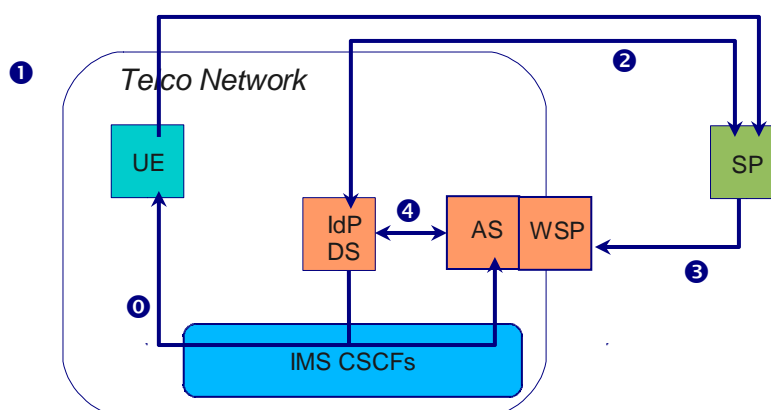 ❶
Telco Network
❷
UE
SP
IdP
DS
❹
AS
WSP
❸
⓿
IMS CSCFs